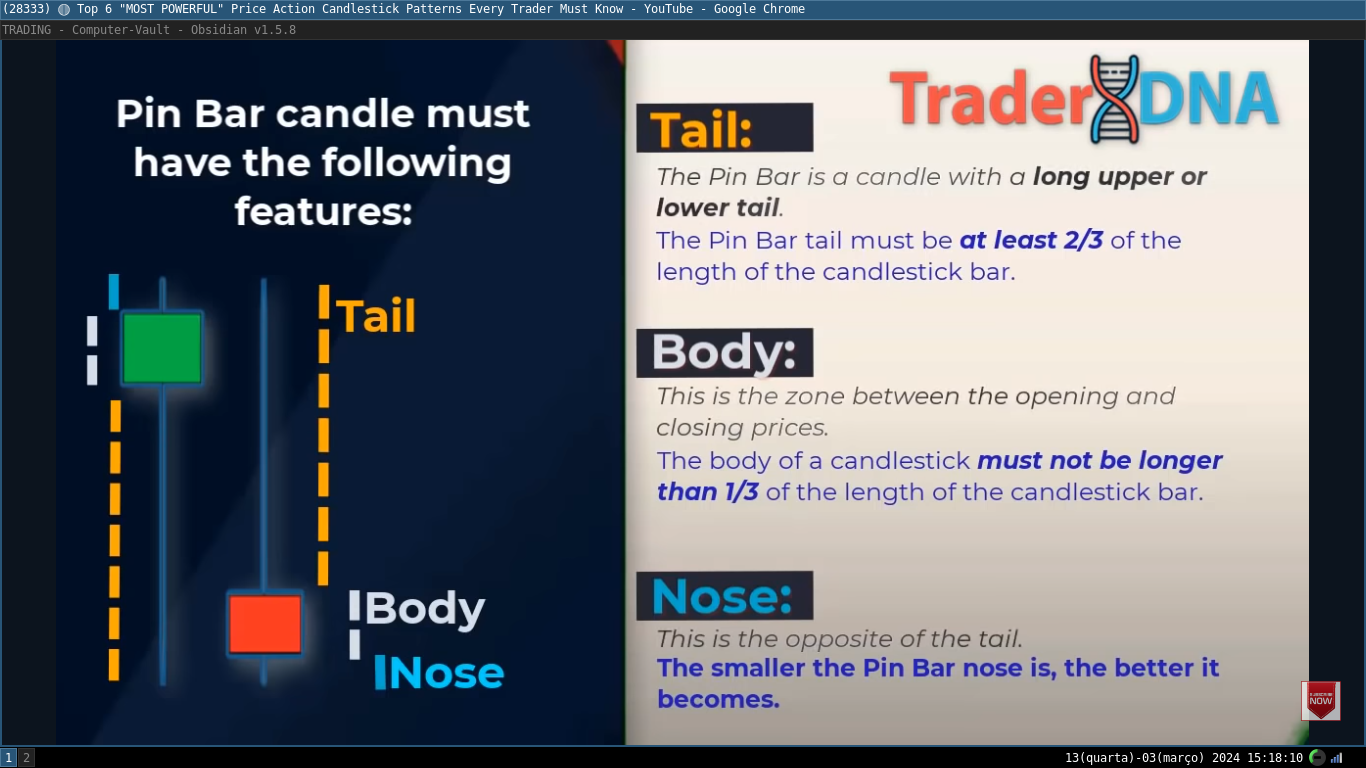 (28333) Top 6 "MOST POWERFUL" Price Action Candlestick Patterns Every Trader Must Know - YouTube - Google Chrome
TRADING - Computer-Vault - Obsidian v1.5.8
Pin Bar candle must
have the following
features:
Tail
Body
Nose
TraderDNA
Tail:
The Pin Bar is a candle with a long upper or
lower tail.
The Pin Bar tail must be at least 2/3 of the
length of the candlestick bar.
Body:
This is the zone between the opening and
closing prices.
The body of a candlestick must not be longer
than 1/3 of the length of the candlestick bar.
Nose:
This is the opposite of the tail.
The smaller the Pin Bar nose is, the better it
becomes.
SUBSCRIBE
NOW
1 2
13(quarta)-03(março) 2024 15:18:10